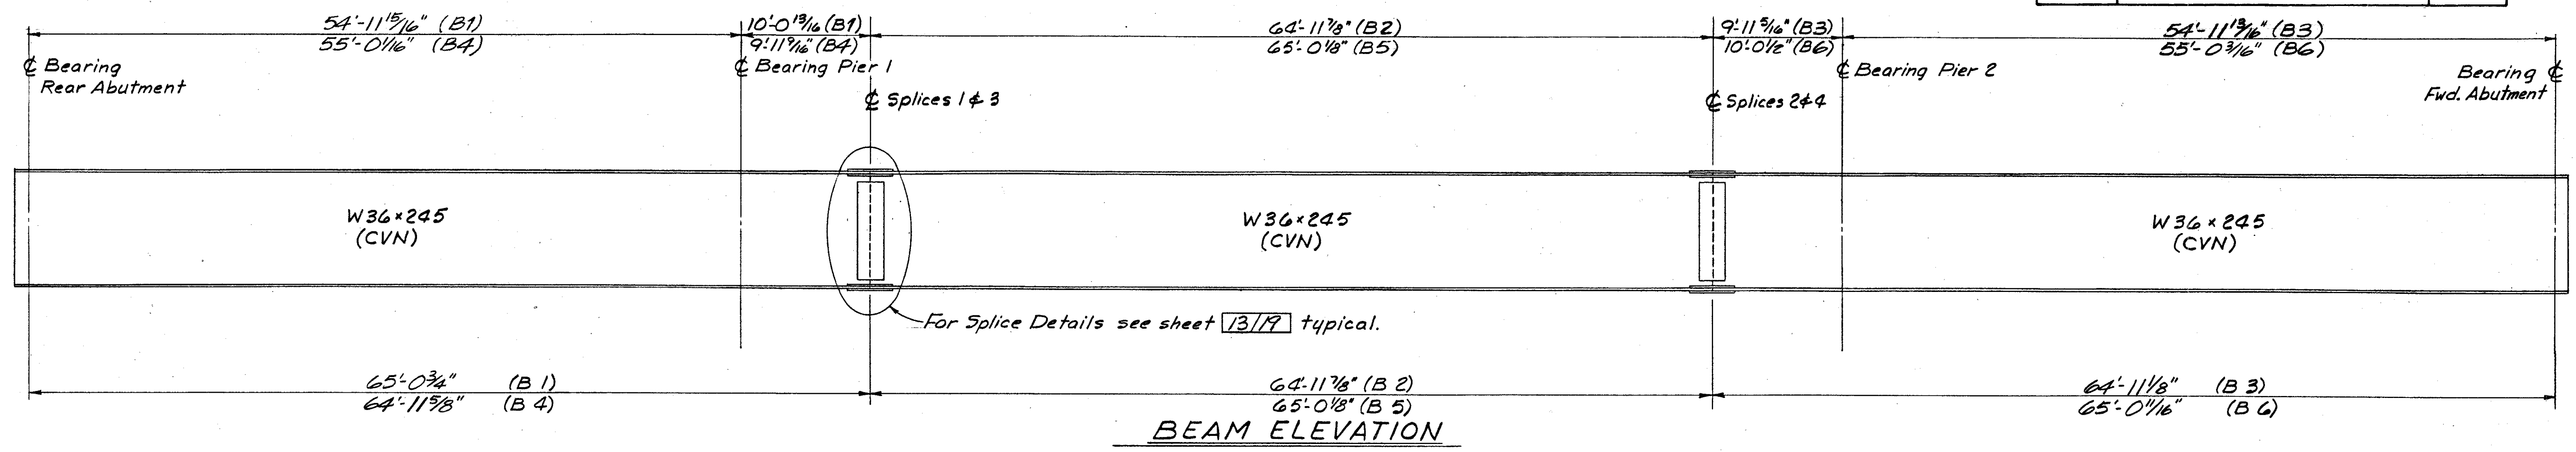 54'-11 15/16" (B1)
55'-0 1/16" (B4)
10'-0 13/16 (B1)
9'-11 9/16" (B4)
64'-11 7/8" (B2)
65'-0 1/8" (B5)
9'-11 5/16" (B3)
10'-0 1/2" (B6)
54'-11 13/16" (B3)
55'-0 3/16" (B6)
℄ Bearing
Rear Abutment
℄ Bearing Pier 1
℄ Splices 1 & 3
℄ Splices 2 & 4
℄ Bearing Pier 2
Bearing ℄
Fwd. Abutment
W 36 x 245
(CVN)
W 36 x 245
(CVN)
W 36 x 245
(CVN)
For Splice Details see sheet 13/19 typical.
65'-0 3/4" (B 1)
64'-11 5/8" (B 4)
64'-11 7/8" (B 2)
65'-0 1/8" (B 5)
64'-11 1/8" (B 3)
65'-0 11/16" (B 6)
BEAM ELEVATION